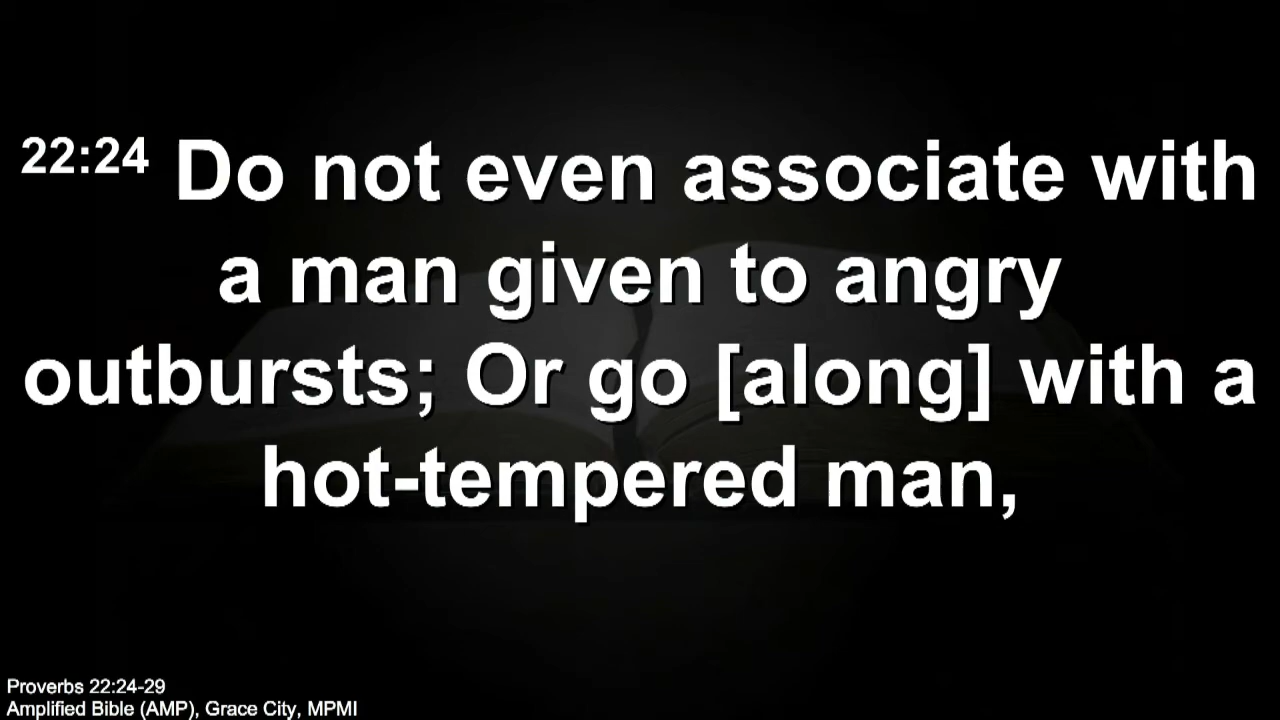 22:24 Do not even associate with
a man given to angry
outbursts; Or go [along] with a
hot-tempered man,
Proverbs 22:24-29
Amplified Bible (AMP), Grace City, MPMI